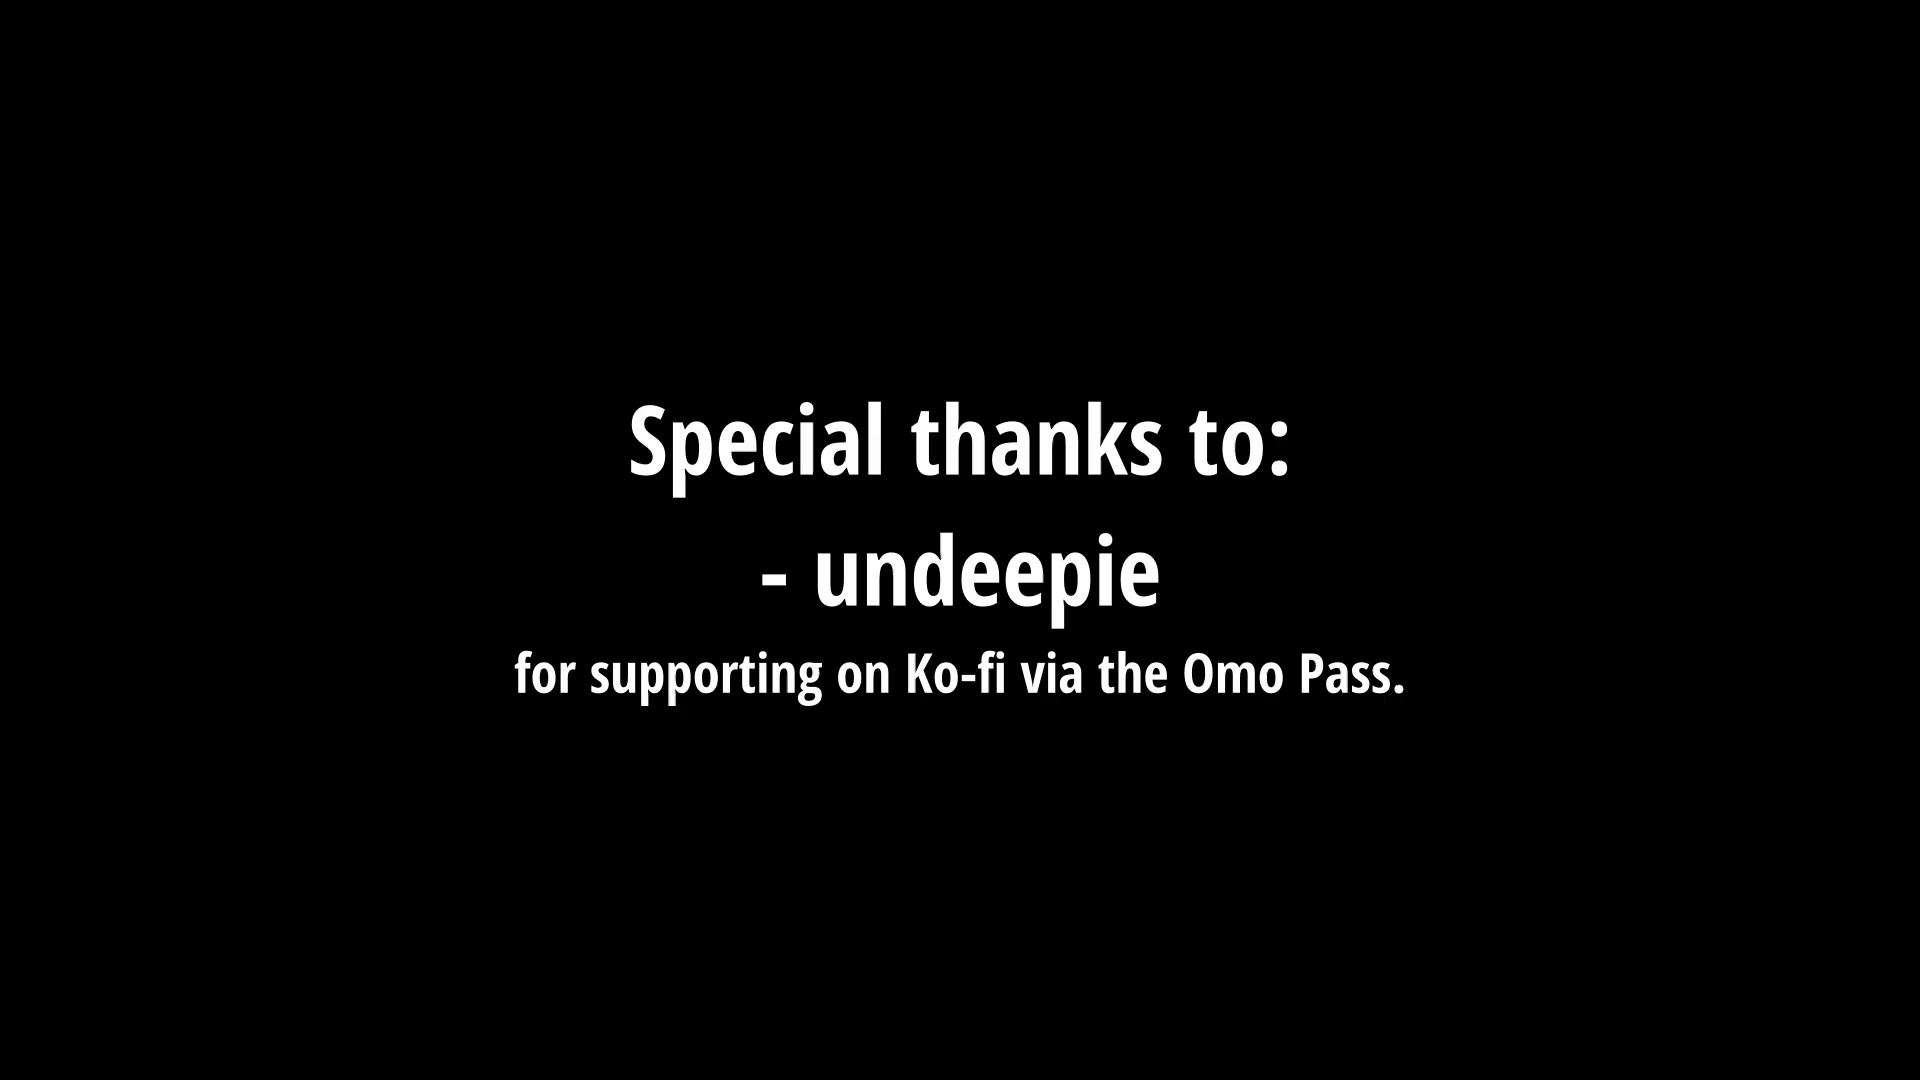 Special thanks to:
- undeepie
for supporting on Ko-fi via the Omo Pass.